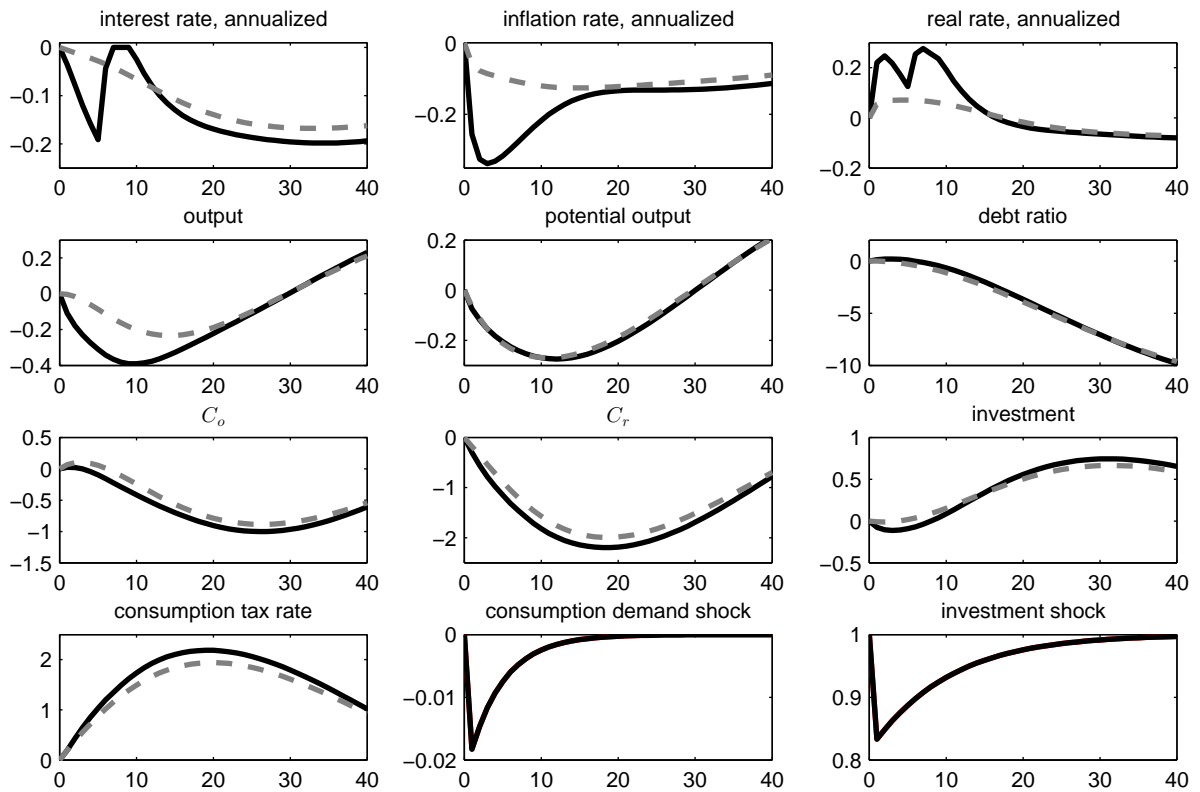 interest rate, annualized
0
−0.1
−0.2
0 10 20 30 40
inflation rate, annualized
−0.2
0 10 20 30 40
real rate, annualized
0.2
0
−0.2
0 10 20 30 40
output
0.2
0
−0.2
−0.4
0 10 20 30 40
potential output
0.2
0
−0.2
0 10 20 30 40
debt ratio
0
−5
−10
0 10 20 30 40
C_o
0.5
0
−0.5
−1
−1.5
0 10 20 30 40
C_r
0
−1
−2
0 10 20 30 40
investment
1
0.5
0
−0.5
0 10 20 30 40
consumption tax rate
2
1
0
0 10 20 30 40
consumption demand shock
0
−0.01
−0.02
0 10 20 30 40
investment shock
1
0.9
0.8
0 10 20 30 40